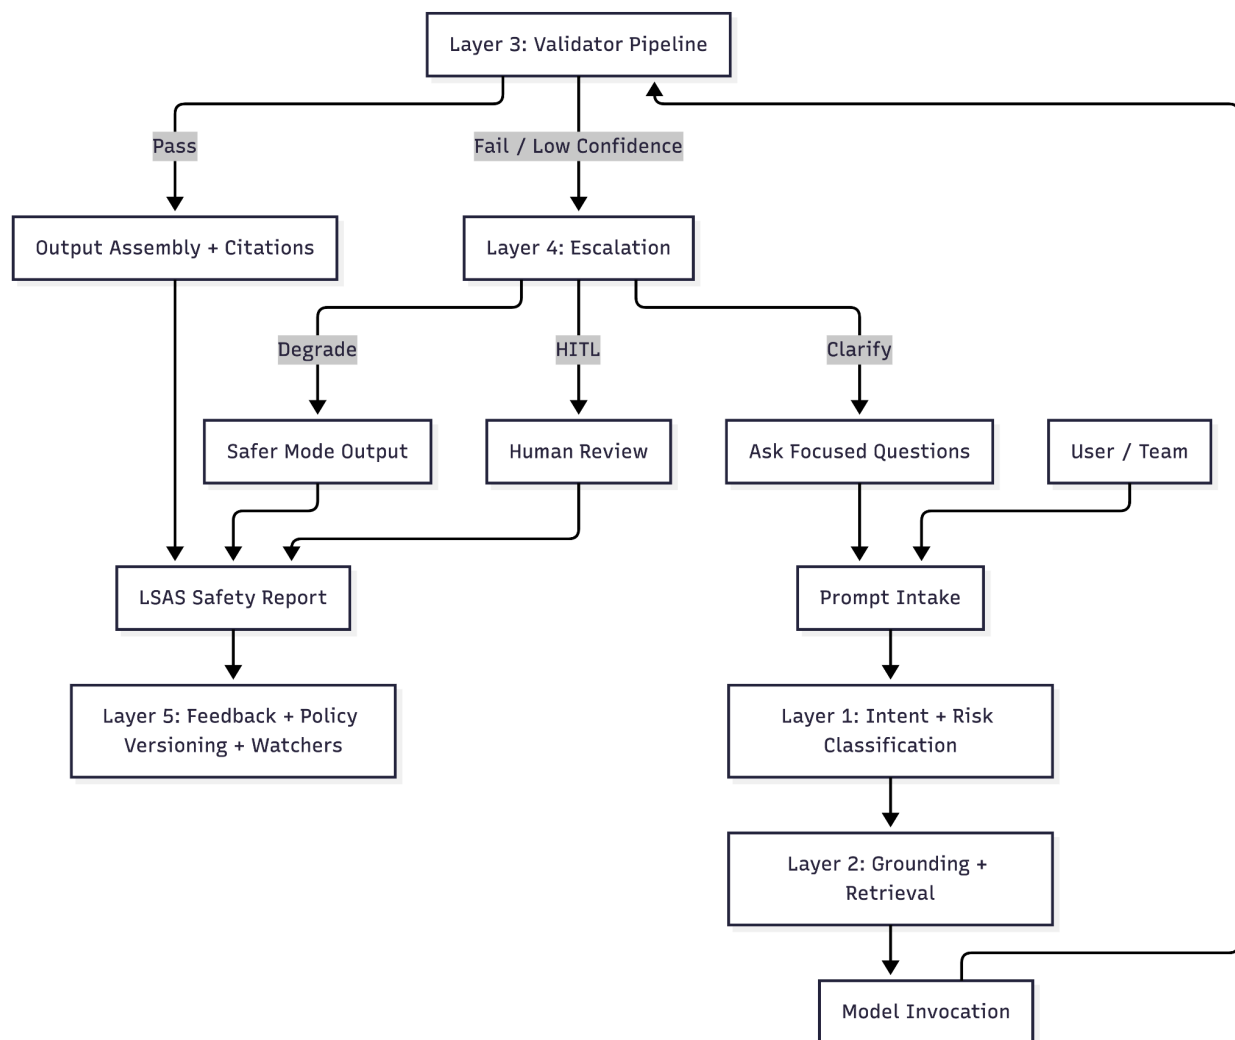 Layer 3: Validator Pipeline
Pass
Fail / Low Confidence
Output Assembly + Citations
Layer 4: Escalation
Degrade
HITL
Clarify
Safer Mode Output
Human Review
Ask Focused Questions
User / Team
LSAS Safety Report
Prompt Intake
Layer 5: Feedback + Policy
Versioning + Watchers
Layer 1: Intent + Risk
Classification
Layer 2: Grounding +
Retrieval
Model Invocation